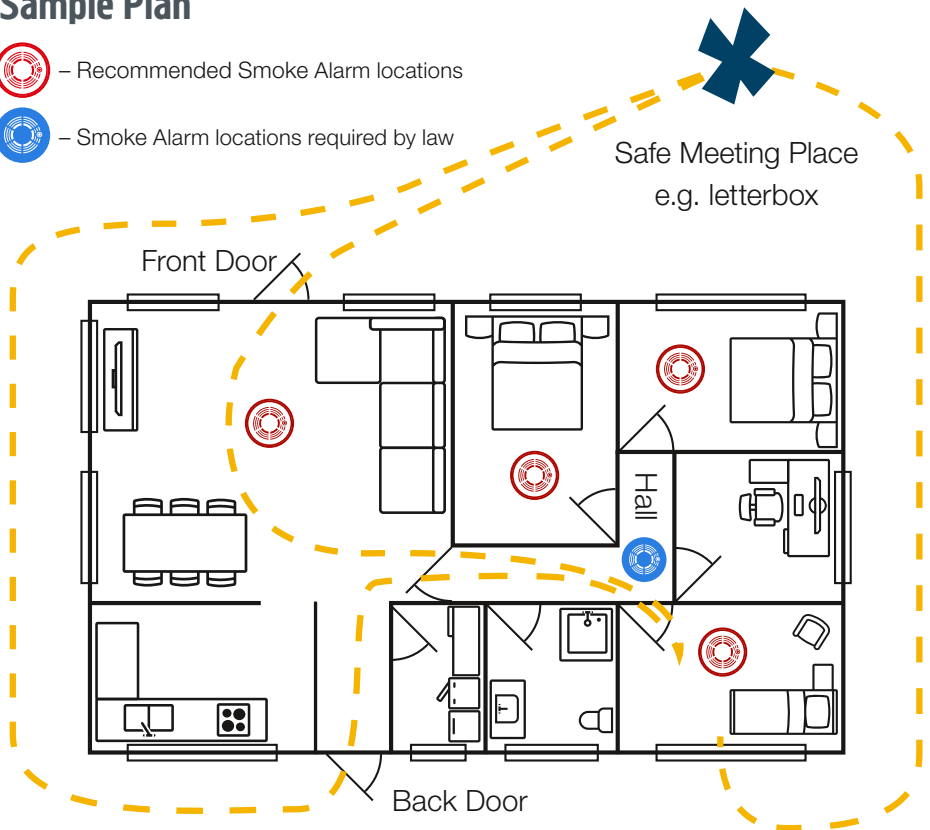 Sample Plan
– Recommended Smoke Alarm locations
– Smoke Alarm locations required by law
Safe Meeting Place
e.g. letterbox
Front Door
Hall
Back Door